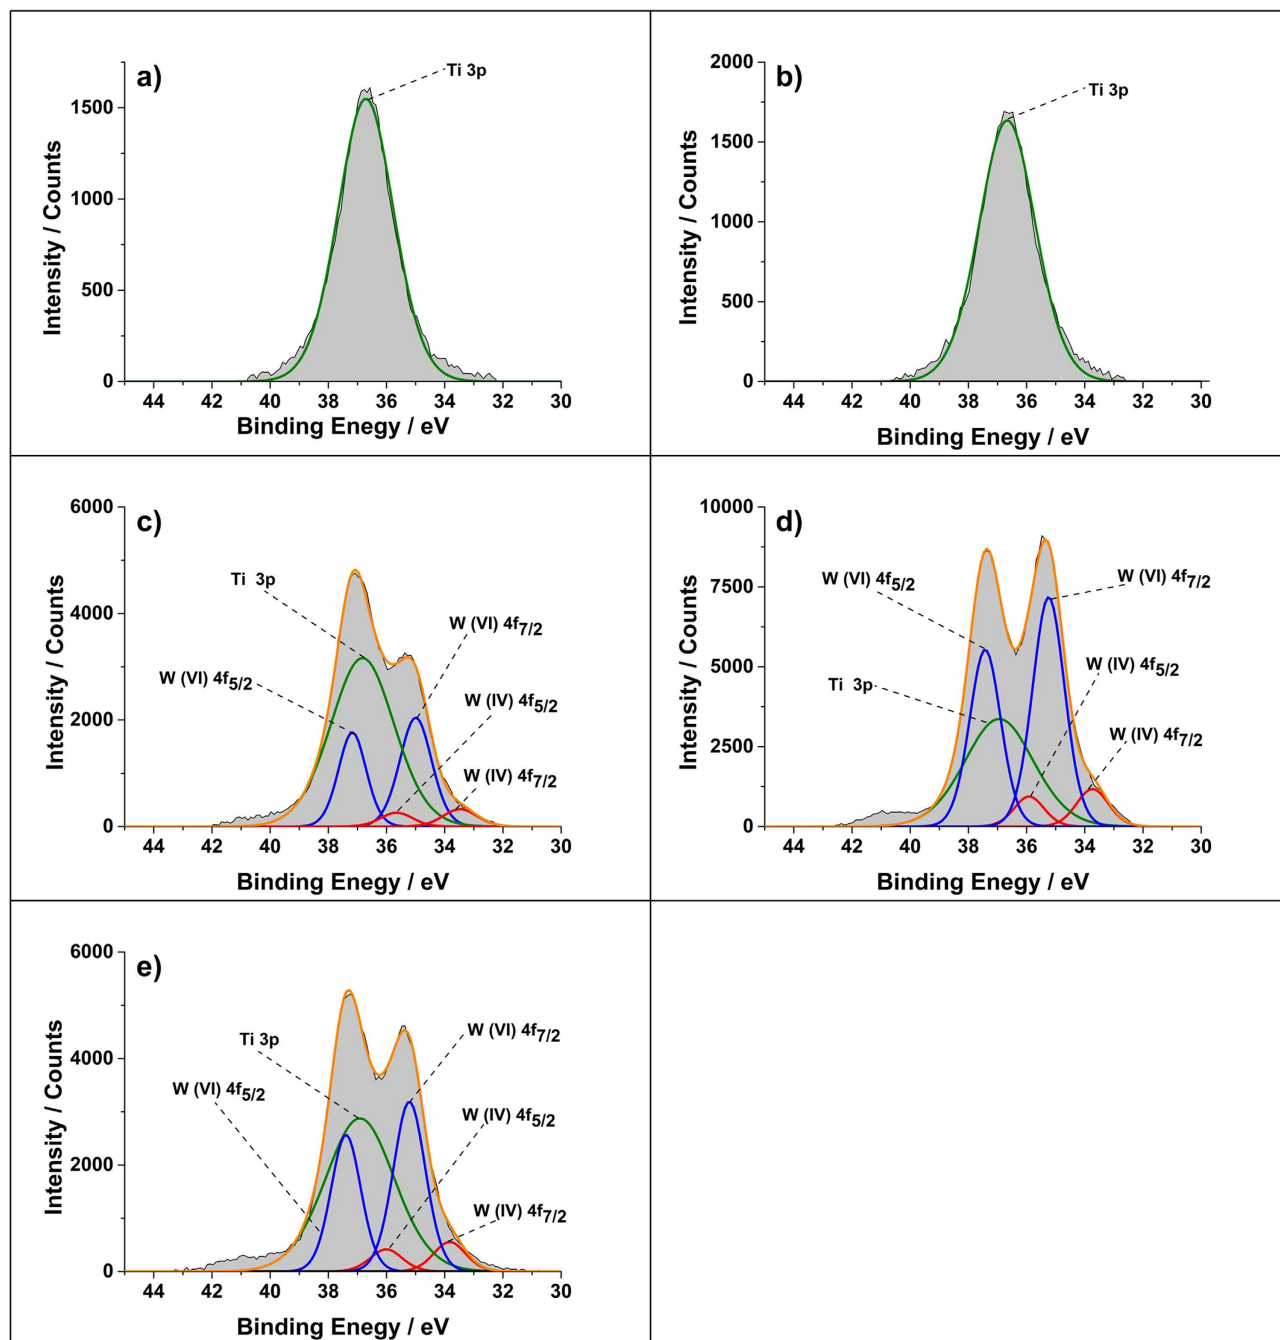 a)
Ti 3p
1500
1000
500
0
44 42 40 38 36 34 32 30
Intensity / Counts
Binding Enegy / eV
b)
Ti 3p
2000
1500
1000
500
0
44 42 40 38 36 34 32 30
Intensity / Counts
Binding Enegy / eV
c)
Ti 3p
W (VI) 4f7/2
W (VI) 4f5/2
W (IV) 4f5/2
W (IV) 4f7/2
6000
4000
2000
0
44 42 40 38 36 34 32 30
Intensity / Counts
Binding Enegy / eV
d)
W (VI) 4f5/2
W (VI) 4f7/2
W (IV) 4f5/2
Ti 3p
W (IV) 4f7/2
10000
7500
5000
2500
0
44 42 40 38 36 34 32 30
Intensity / Counts
Binding Enegy / eV
e)
Ti 3p
W (VI) 4f7/2
W (VI) 4f5/2
W (IV) 4f5/2
W (IV) 4f7/2
6000
4000
2000
0
44 42 40 38 36 34 32 30
Intensity / Counts
Binding Enegy / eV